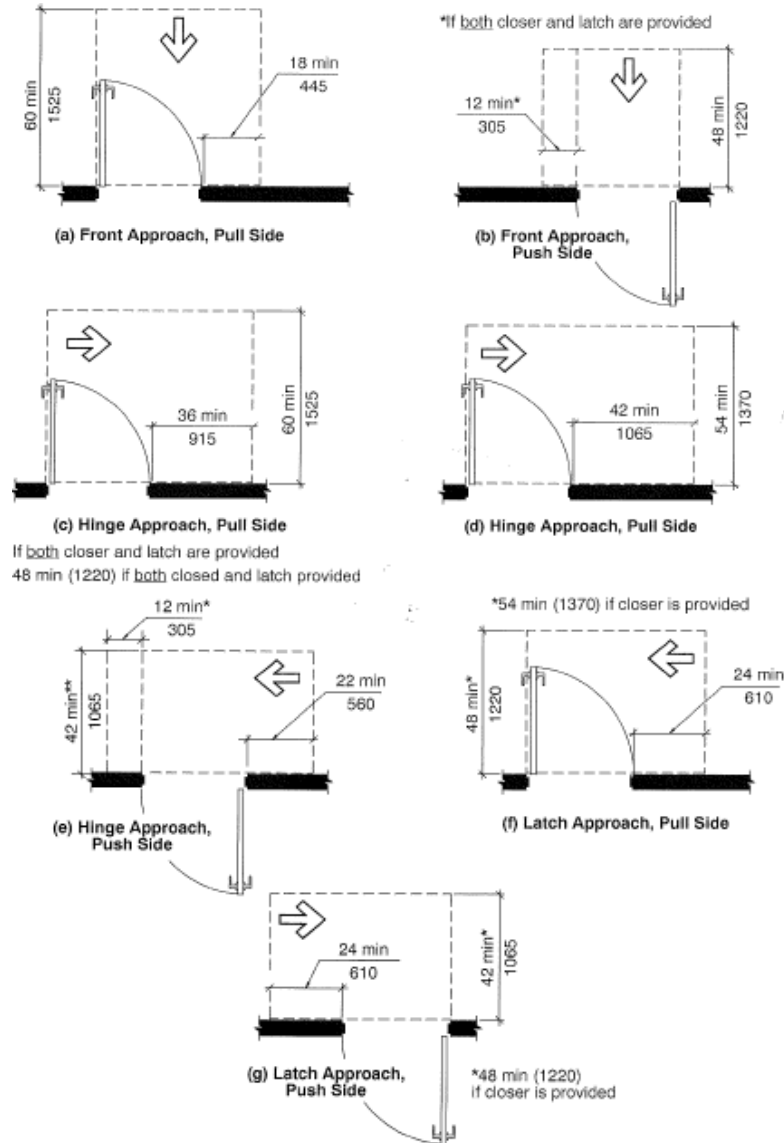 *If both closer and latch are provided
60 min
1525
18 min
445
12 min*
305
48 min
1220
(a) Front Approach, Pull Side
(b) Front Approach,
Push Side
36 min
915
60 min
1525
42 min
1065
54 min
1370
(c) Hinge Approach, Pull Side
(d) Hinge Approach, Pull Side
If both closer and latch are provided
48 min (1220) if both closed and latch provided
12 min*
305
*54 min (1370) if closer is provided
42 min**
1065
22 min
560
48 min*
1220
24 min
610
(e) Hinge Approach,
Push Side
(f) Latch Approach, Pull Side
24 min
610
42 min*
1065
(g) Latch Approach,
Push Side
*48 min (1220)
if closer is provided